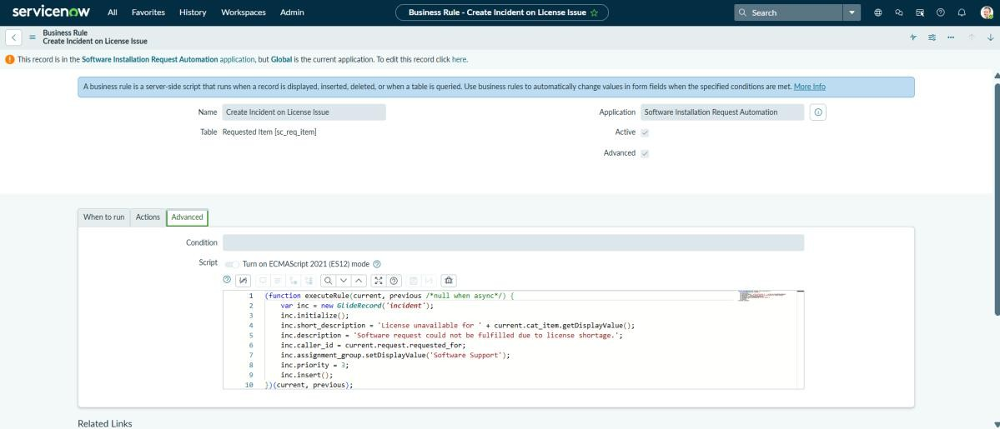 servicenow All Favorites History Workspaces Admin Business Rule - Create Incident on License Issue Search
Business Rule
Create Incident on License Issue
This record is in the Software Installation Request Automation application, but Global is the current application. To edit this record click here.
A business rule is a server-side script that runs when a record is displayed, inserted, deleted, or when a table is queried. Use business rules to automatically change values in form fields when the specified conditions are met. More Info
Name Create Incident on License Issue Application Software Installation Request Automation
Table Requested Item [sc_req_item] Active
Advanced
When to run Actions Advanced
Condition
Script Turn on ECMAScript 2021 (ES12) mode
1 (function executeRule(current, previous /*null when async*/) {
2 var inc = new GlideRecord('incident');
3 inc.initialize();
4 inc.short_description = 'License unavailable for ' + current.cat_item.getDisplayValue();
5 inc.description = 'Software request could not be fulfilled due to license shortage.';
6 inc.caller_id = current.request.requested_for;
7 inc.assignment_group.setDisplayValue('Software Support');
8 inc.priority = 3;
9 inc.insert();
10 })(current, previous);
Related Links